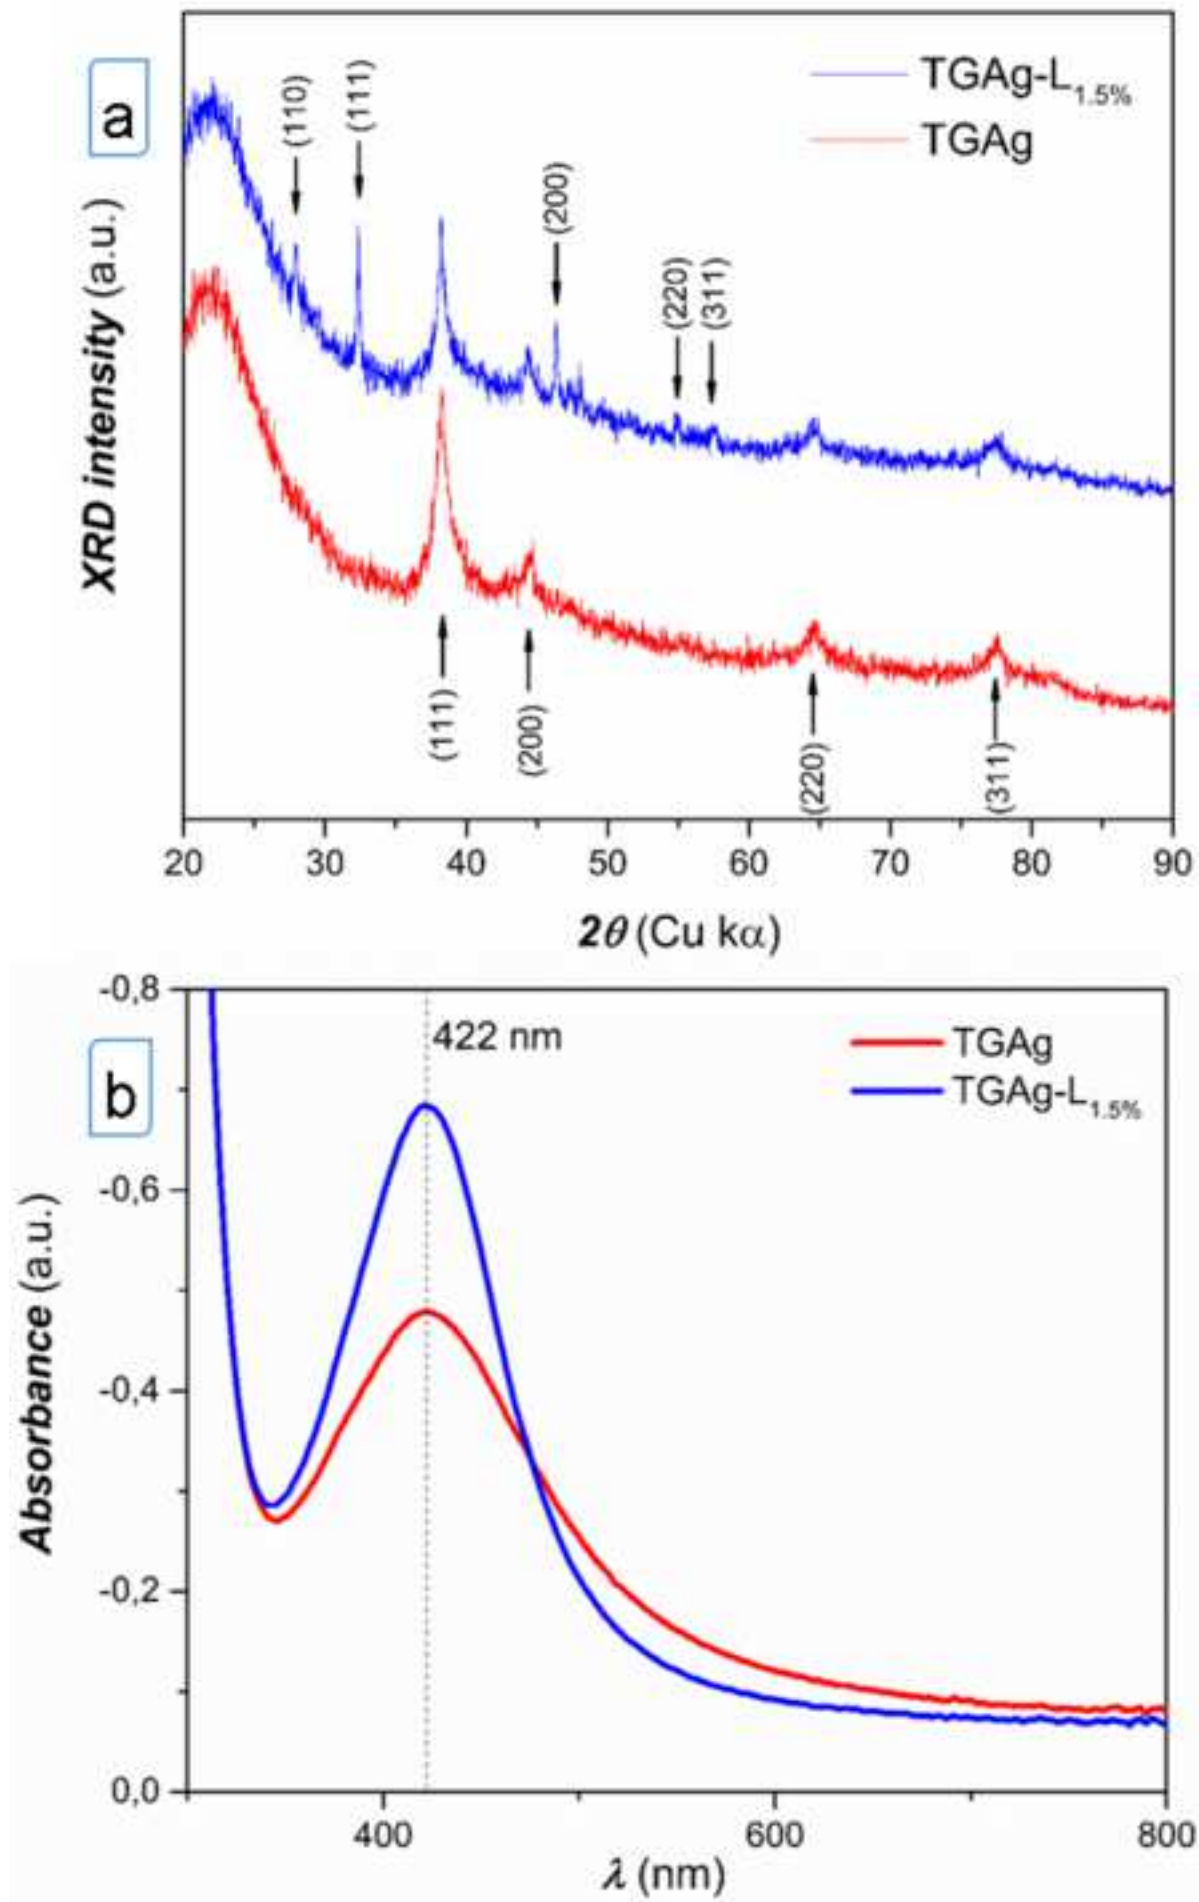 a
XRD intensity (a.u.)
TGAg-L1.5%
TGAg
(110)
(111)
(200)
(220)
(311)
(111)
(200)
(220)
(311)
20 30 40 50 60 70 80 90
2θ (Cu kα)
b
Absorbance (a.u.)
422 nm
TGAg
TGAg-L1.5%
-0,8
-0,6
-0,4
-0,2
0,0
400 600 800
λ (nm)